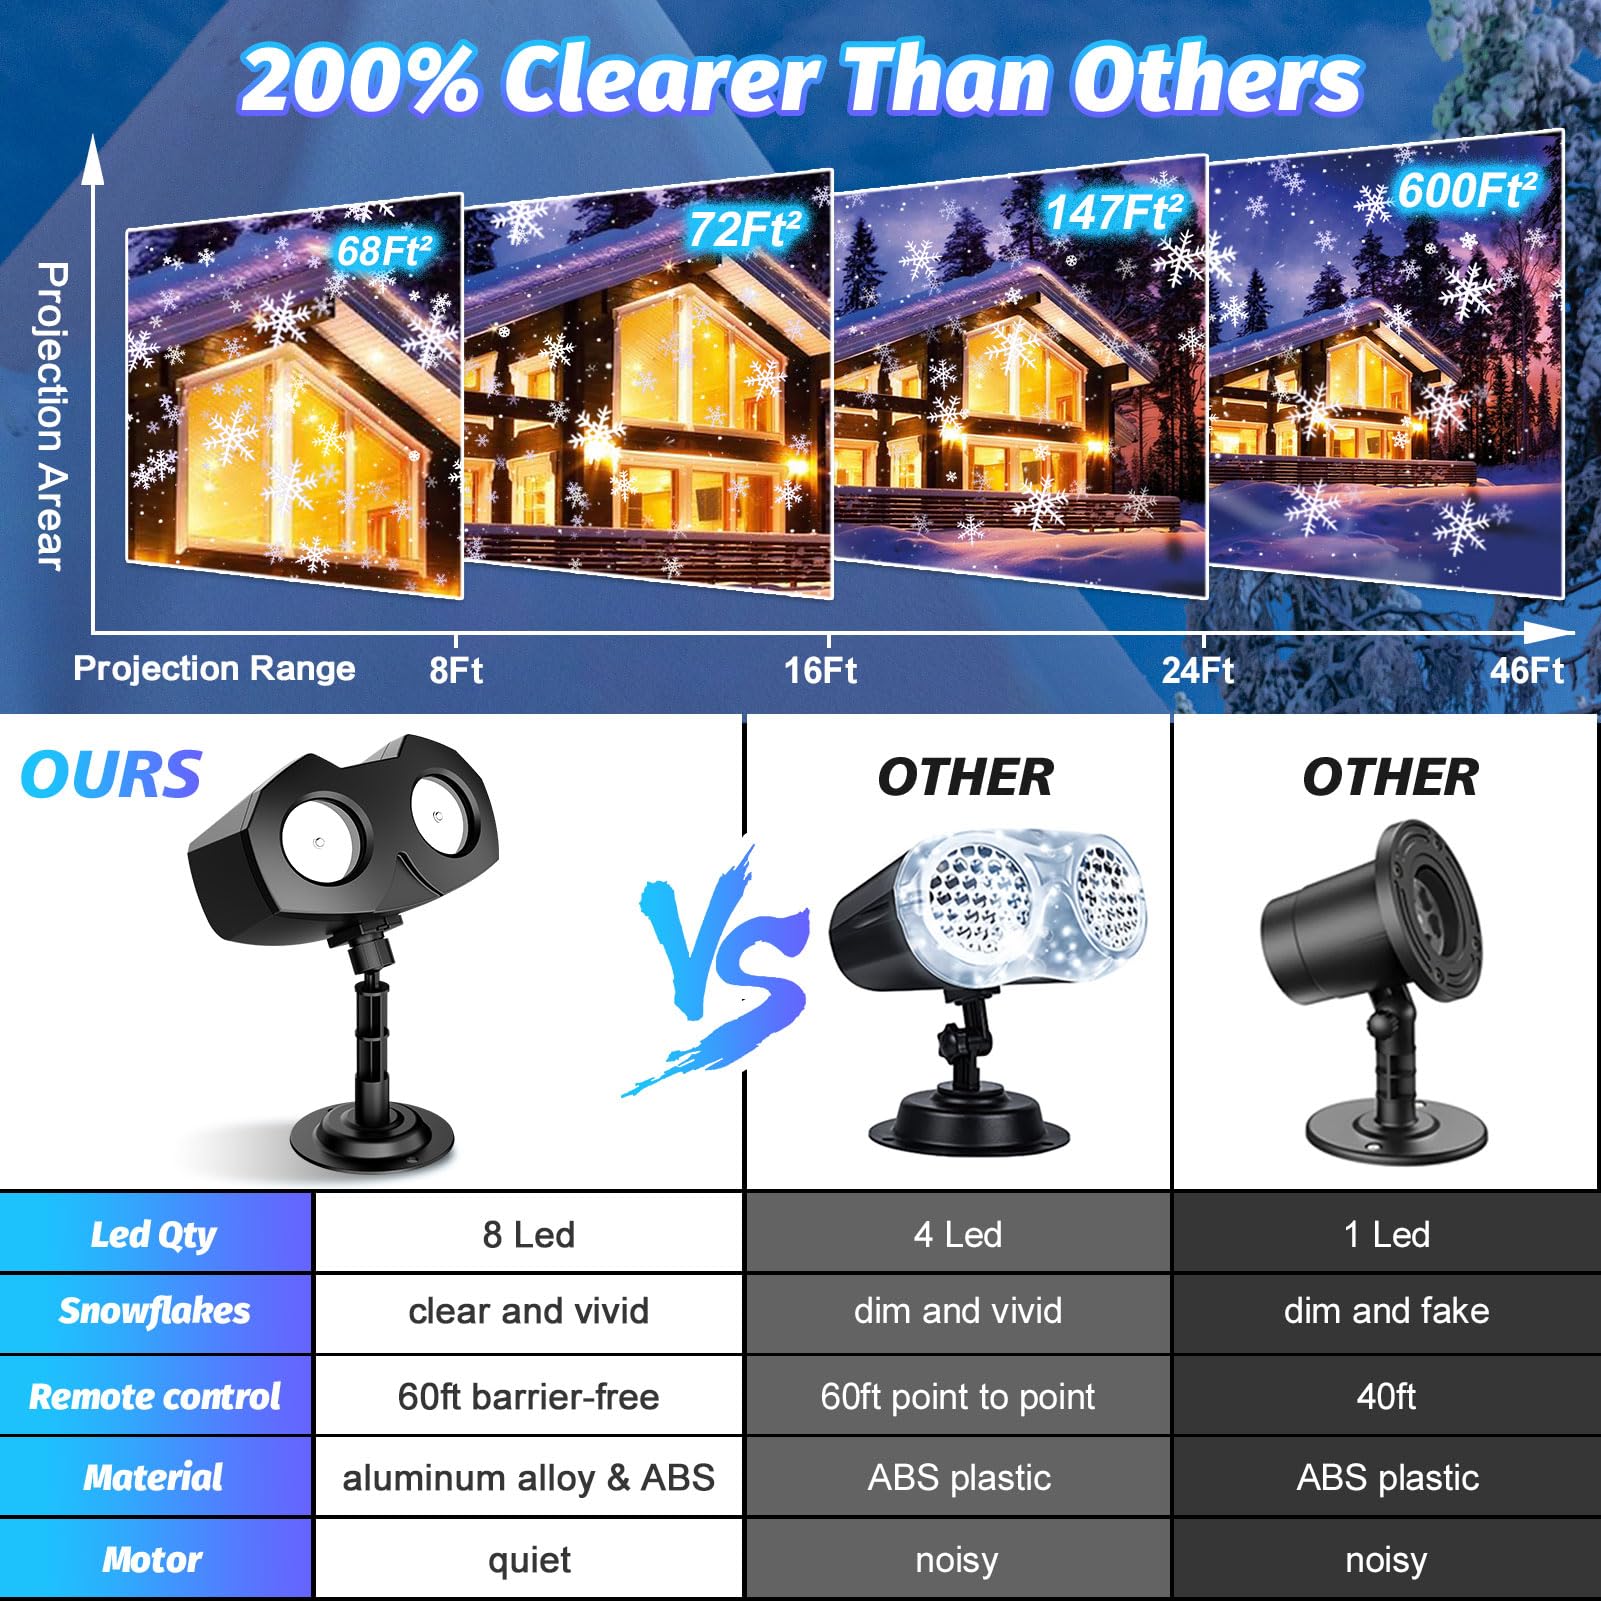 200% Clearer Than Others
68Ft²
72Ft²
147Ft²
600Ft²
Projection Arear
Projection Range
8Ft
16Ft
24Ft
46Ft
OURS
VS
OTHER
OTHER
Led Qty
8 Led
4 Led
1 Led
Snowflakes
clear and vivid
dim and vivid
dim and fake
Remote control
60ft barrier-free
60ft point to point
40ft
Material
aluminum alloy & ABS
ABS plastic
ABS plastic
Motor
quiet
noisy
noisy